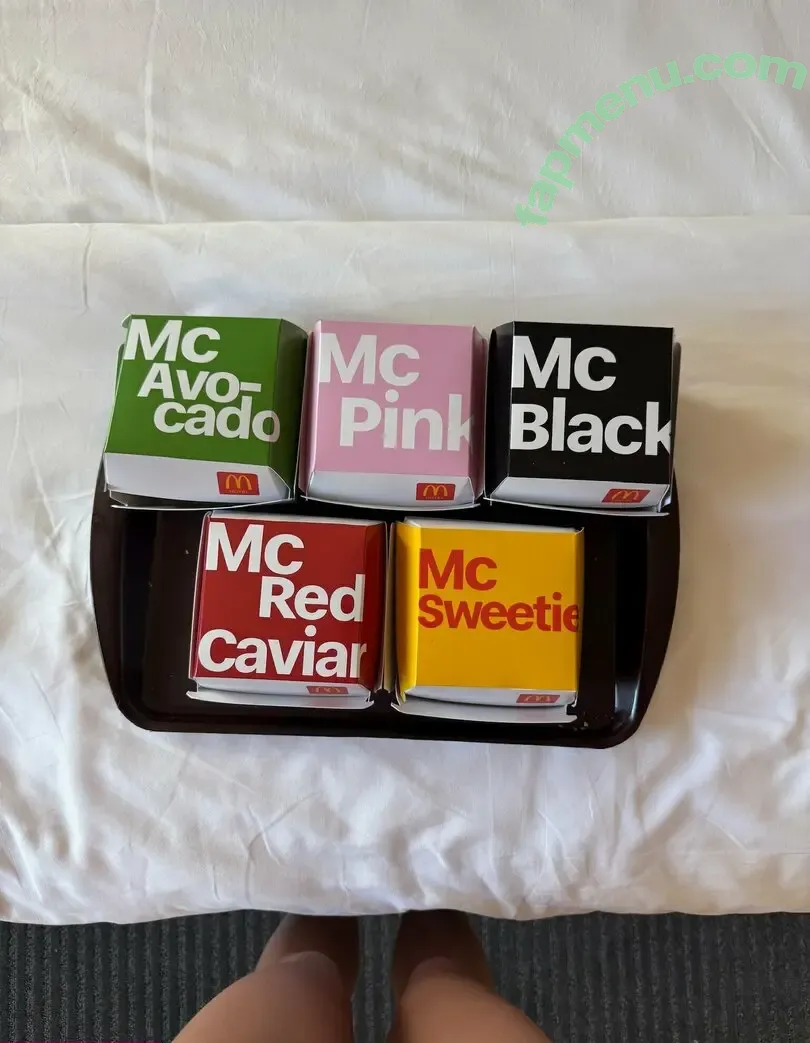 fapmenu.com
Mc
Avo-
cado
Mc
Pink
Mc
Black
Mc
Red
Caviar
Mc
Sweetie